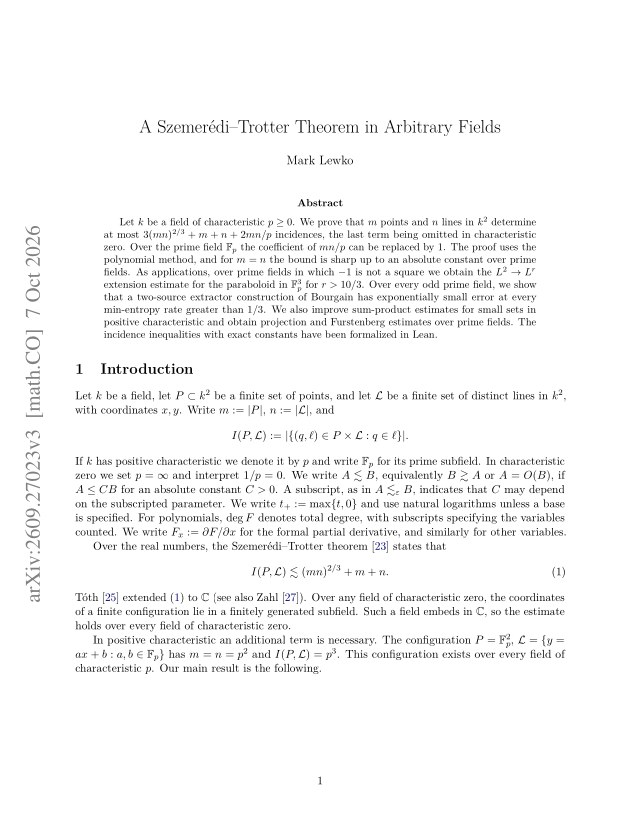 A Szemerédi–Trotter Theorem in Arbitrary Fields
Mark Lewko
Abstract
Let k be a field of characteristic p ≥ 0. We prove that m points and n lines in k² determine
at most 3(mn)^{2/3} + m + n + 2mn/p incidences, the last term being omitted in characteristic
zero. Over the prime field 𝔽_p the coefficient of mn/p can be replaced by 1. The proof uses the
polynomial method, and for m = n the bound is sharp up to an absolute constant over prime
fields. As applications, over prime fields in which −1 is not a square we obtain the L² → L^r
extension estimate for the paraboloid in 𝔽_p³ for r > 10/3. Over every odd prime field, we show
that a two-source extractor construction of Bourgain has exponentially small error at every
min-entropy rate greater than 1/3. We also improve sum-product estimates for small sets in
positive characteristic and obtain projection and Furstenberg estimates over prime fields. The
incidence inequalities with exact constants have been formalized in Lean.
1 Introduction
Let k be a field, let P ⊂ k² be a finite set of points, and let ℒ be a finite set of distinct lines in k²,
with coordinates x, y. Write m := |P|, n := |ℒ|, and
I(P, ℒ) := |{(q, ℓ) ∈ P × ℒ : q ∈ ℓ}|.
If k has positive characteristic we denote it by p and write 𝔽_p for its prime subfield. In characteristic
zero we set p = ∞ and interpret 1/p = 0. We write A ≲ B, equivalently B ≳ A or A = O(B), if
A ≤ CB for an absolute constant C > 0. A subscript, as in A ≲_ε B, indicates that C may depend
on the subscripted parameter. We write t₊ := max{t, 0} and use natural logarithms unless a base
is specified. For polynomials, deg F denotes total degree, with subscripts specifying the variables
counted. We write F_x := ∂F/∂x for the formal partial derivative, and similarly for other variables.
Over the real numbers, the Szemerédi–Trotter theorem [23] states that
I(P, ℒ) ≲ (mn)^{2/3} + m + n. (1)
Tóth [25] extended (1) to ℂ (see also Zahl [27]). Over any field of characteristic zero, the coordinates
of a finite configuration lie in a finitely generated subfield. Such a field embeds in ℂ, so the estimate
holds over every field of characteristic zero.
In positive characteristic an additional term is necessary. The configuration P = 𝔽_p², ℒ = {y =
ax + b : a, b ∈ 𝔽_p} has m = n = p² and I(P, ℒ) = p³. This configuration exists over every field of
characteristic p. Our main result is the following.
1
arXiv:2609.27023v3 [math.CO] 7 Oct 2026